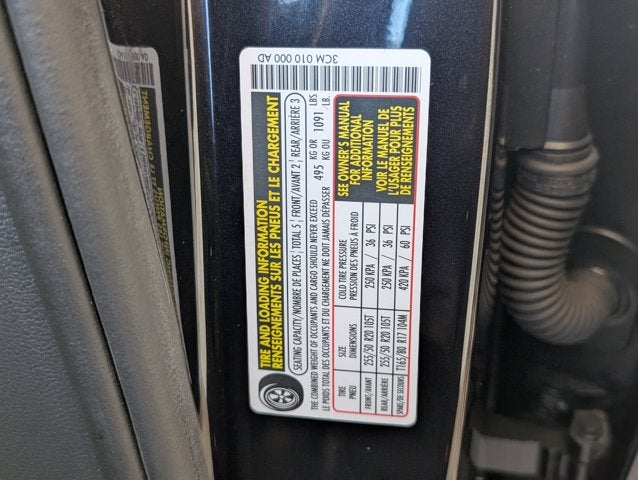 3CM 010 000 AD
TIRE AND LOADING INFORMATION
RENSEIGNEMENTS SUR LES PNEUS ET LE CHARGEMENT
SEATING CAPACITY/NOMBRE DE PLACES TOTAL 5 FRONT/AVANT 2 REAR/ARRIÈRE 3
THE COMBINED WEIGHT OF OCCUPANTS AND CARGO SHOULD NEVER EXCEED 495 KG OR 1091 LBS
LE POIDS TOTAL DES OCCUPANTS ET DU CHARGEMENT NE DOIT JAMAIS DEPASSER KG OU LB.
TIRE SIZE COLD TIRE PRESSURE
PNEU DIMENSIONS PRESSION DES PNEUS À FROID
FRONT/AVANT 255/50 R20 105T 250 KPA / 36 PSI
REAR/ARRIÈRE 255/50 R20 105T 250 KPA / 36 PSI
SPARE/DE SECOURS T165/80 R17 104M 420 KPA / 60 PSI
SEE OWNER'S MANUAL
FOR ADDITIONAL
INFORMATION
VOIR LE MANUEL DE
L'USAGER POUR PLUS
DE RENSEIGNEMENTS